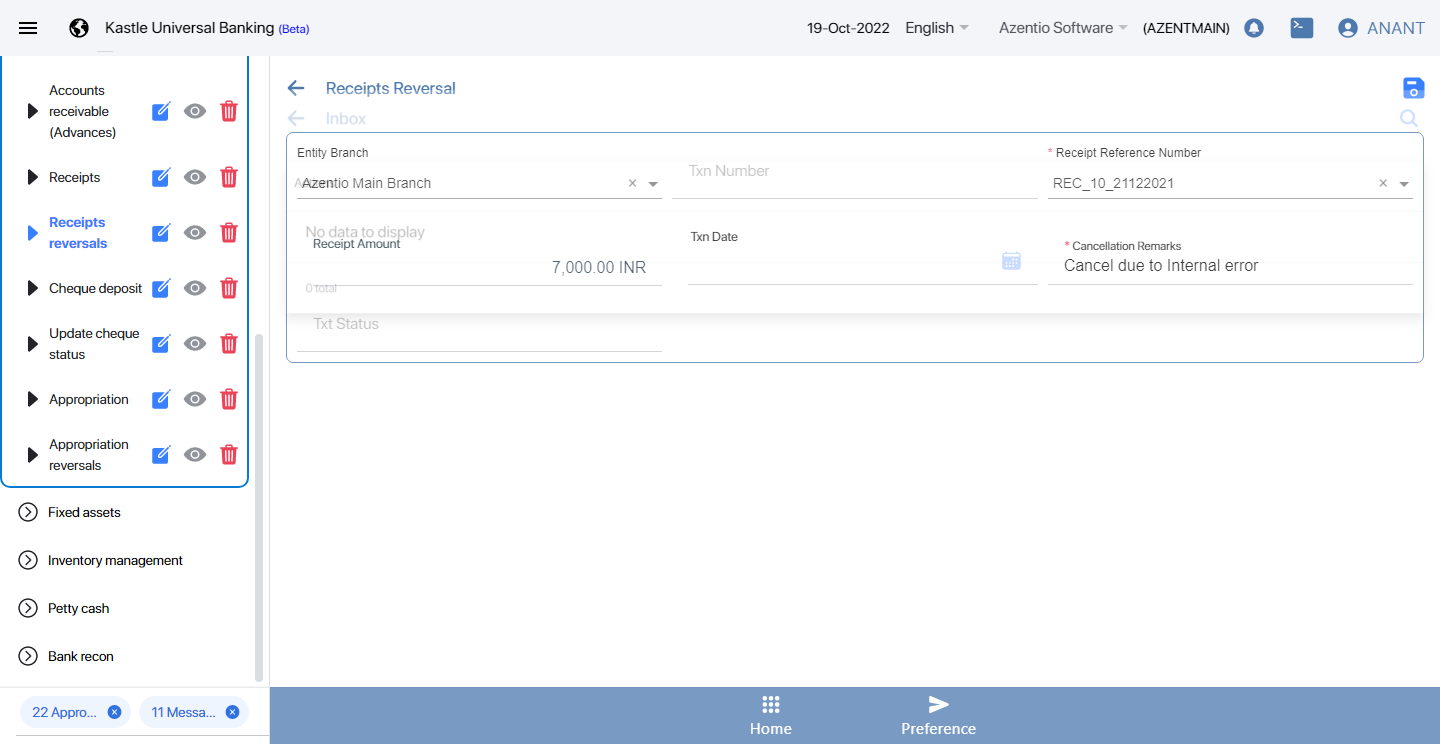 Kastle Universal Banking (Beta)
19-Oct-2022
English
Azentio Software
(AZENTMAIN)
ANANT
Accounts
receivable
(Advances)
Receipts
Receipts
reversals
Cheque deposit
Update cheque
status
Appropriation
Appropriation
reversals
Fixed assets
Inventory management
Petty cash
Bank recon
22 Appro...
11 Messa...
Receipts Reversal
Inbox
Entity Branch
Azentio Main Branch
Txn Number
* Receipt Reference Number
REC_10_21122021
No data to display
Receipt Amount
7,000.00 INR
Txn Date
* Cancellation Remarks
Cancel due to Internal error
0 total
Txt Status
Home
Preference